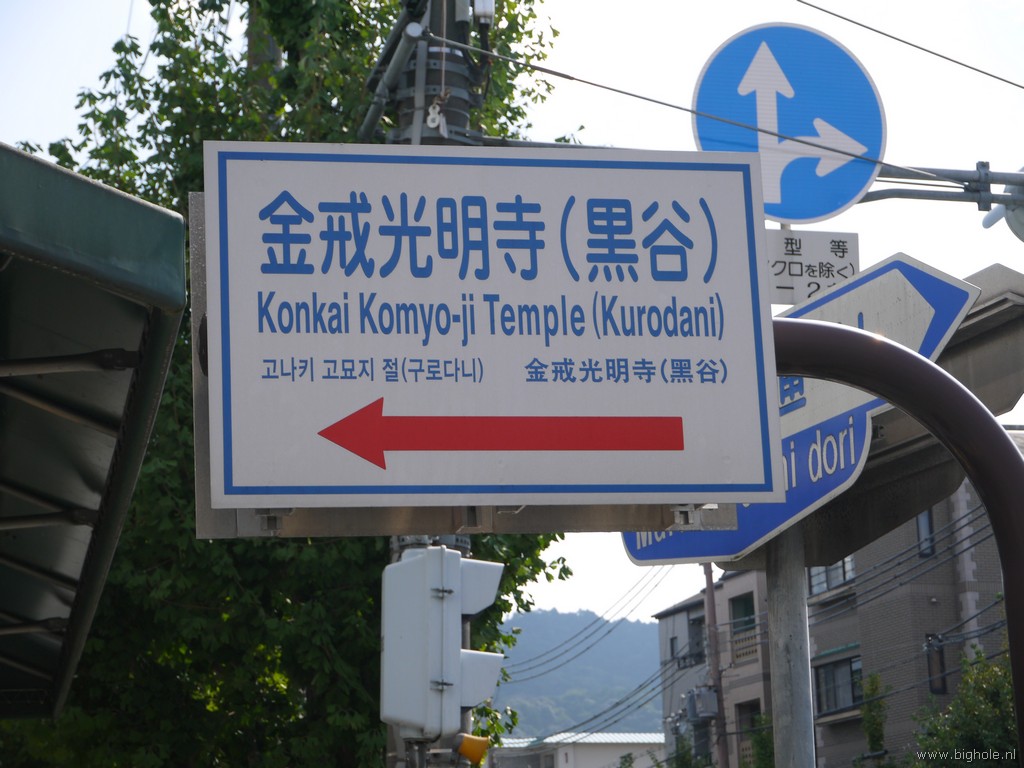 金戒光明寺(黒谷)
Konkai Komyo-ji Temple (Kurodani)
고나키 고묘지 절(구로다니) 金戒光明寺(黑谷)
型 等
クロを除く)
dori
www.bighole.nl